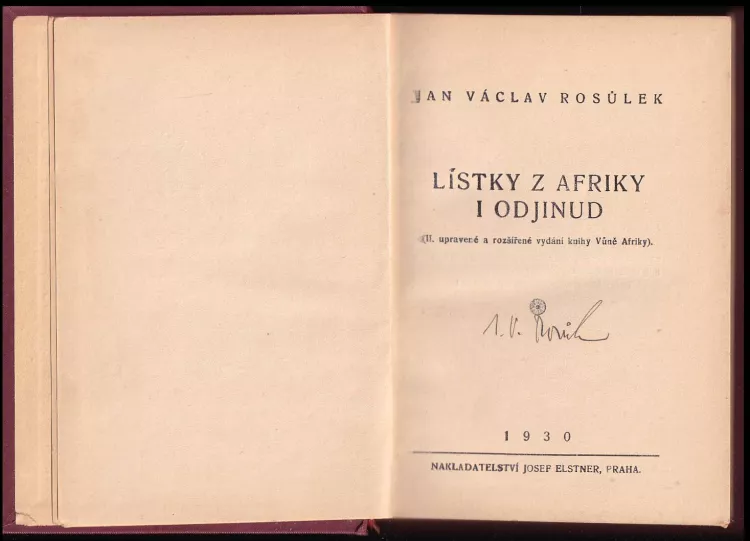 JAN VÁCLAV ROSŮLEK
LÍSTKY Z AFRIKY
I ODJINUD
(II. upravené a rozšířené vydání knihy Vůně Afriky).
1930
NAKLADATELSTVÍ JOSEF ELSTNER, PRAHA.